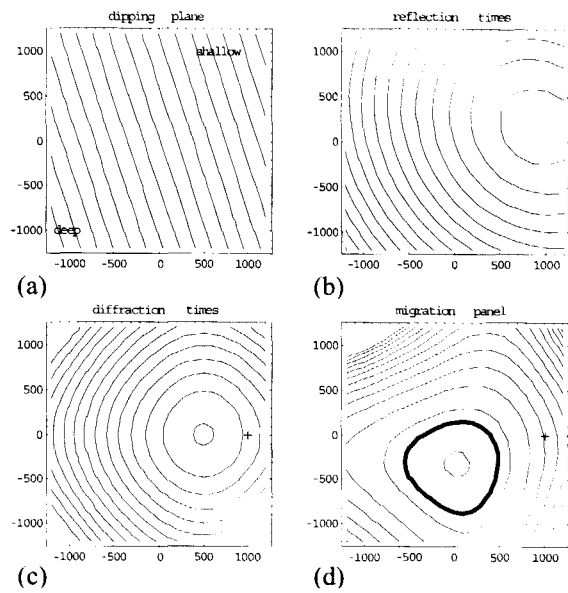 dipping plane
1000
500
0
-500
-1000
shallow
deep
-1000 -500 0 500 1000
(a)
reflection times
1000
500
0
-500
-1000
-1000 -500 0 500 1000
(b)
diffraction times
1000
500
0
-500
-1000
+
-1000 -500 0 500 1000
(c)
migration panel
1000
500
0
-500
-1000
+
-1000 -500 0 500 1000
(d)